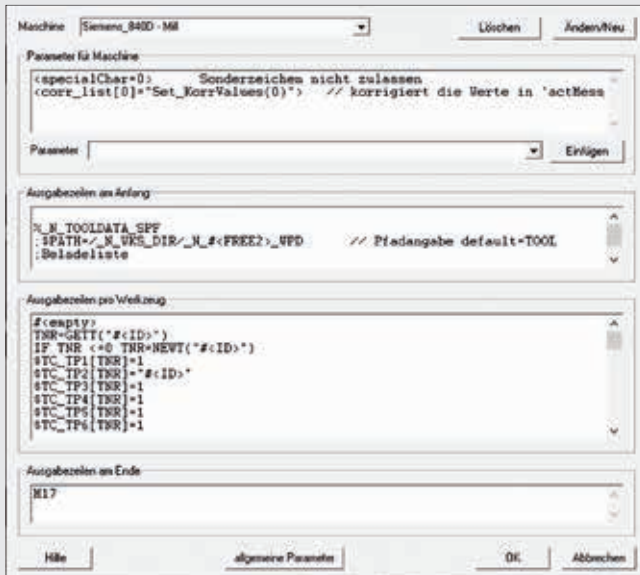 Maschine Siemens_840D - Mill Löschen Ändern/Neu
Parameter für Maschine
<specialChar=0> Sonderzeichen nicht zulassen
<corr_list[0]="Set_KorrValues(0)"> // korrigiert die Werte in 'actMess
Parameter Einfügen
Ausgabezeilen am Anfang
%_N_TOOLDATA_SPF
;$PATH=/_N_WKS_DIR/_N_#<FREE2>_WPD // Pfadangabe default=TOOL
;Beladeliste
Ausgabezeilen pro Werkzeug
#<empty>
TNR=GETT("#<ID>")
IF TNR <=0 TNR=NEWT("#<ID>")
$TC_TP1[TNR]=1
$TC_TP2[TNR]="#<ID>"
$TC_TP3[TNR]=1
$TC_TP4[TNR]=1
$TC_TP5[TNR]=1
$TC_TP6[TNR]=1
Ausgabezeilen am Ende
M17
Hilfe allgemeine Parameter OK Abbrechen